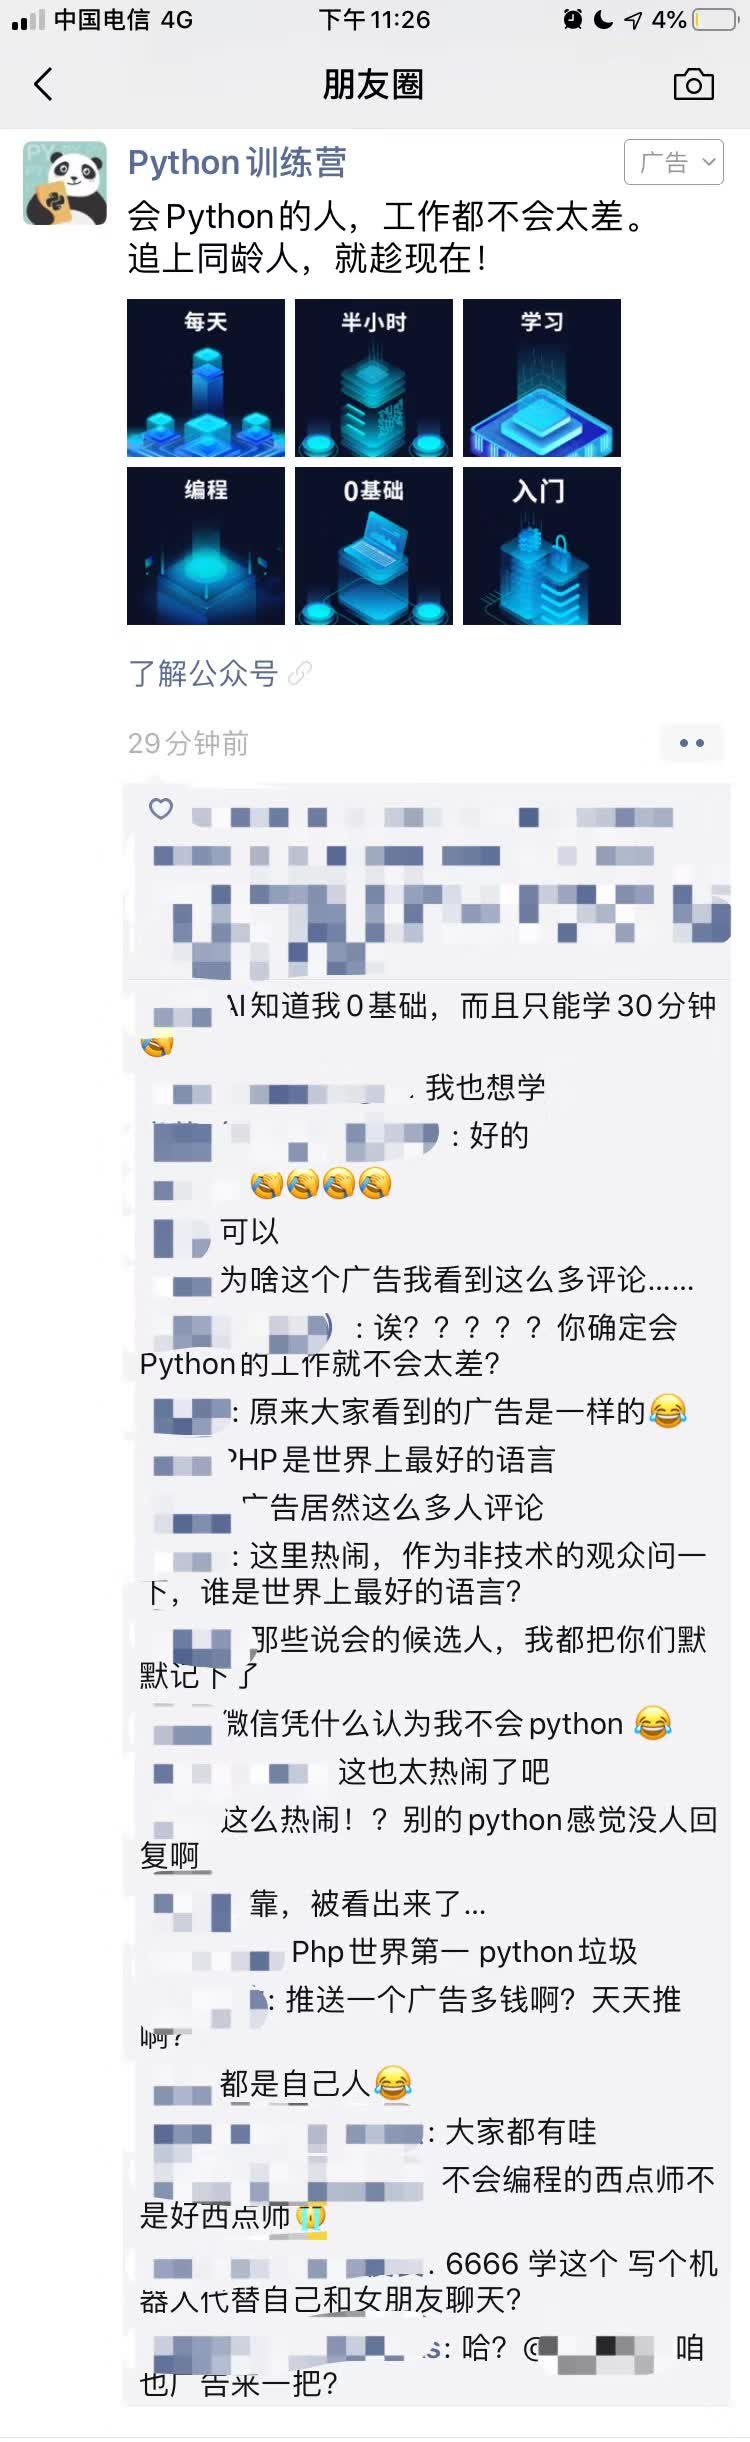 中国电信 4G 下午11:26 4%
朋友圈
Python训练营 广告
会Python的人，工作都不会太差。
追上同龄人，就趁现在！
每天 半小时 学习
编程 0基础 入门
了解公众号
29分钟前
AI知道我0基础，而且只能学30分钟
我也想学
: 好的
可以
为啥这个广告我看到这么多评论......
: 诶？？？？？你确定会
Python的工作就不会太差？
: 原来大家看到的广告是一样的😂
PHP是世界上最好的语言
广告居然这么多人评论
: 这里热闹，作为非技术的观众问一
下，谁是世界上最好的语言？
那些说会的候选人，我都把你们默
默记下了
微信凭什么认为我不会python 😂
这也太热闹了吧
这么热闹！？别的python感觉没人回
复啊
靠，被看出来了...
Php世界第一 python垃圾
: 推送一个广告多钱啊？天天推
啊？
都是自己人😂
: 大家都有哇
不会编程的西点师不
是好西点师😭
: 6666 学这个 写个机
器人代替自己和女朋友聊天？
s: 哈？@ 咱
也广告来一把？